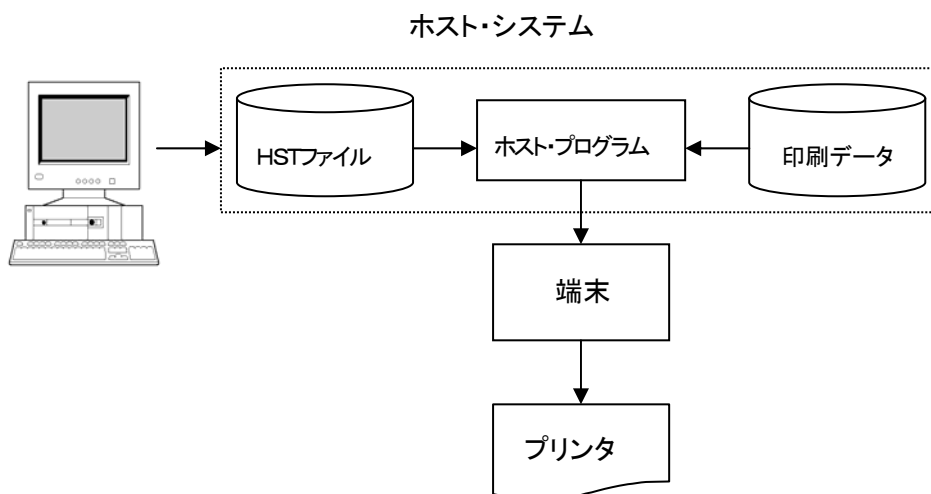 ホスト・システム
HSTファイル
ホスト・プログラム
印刷データ
端末
プリンタ